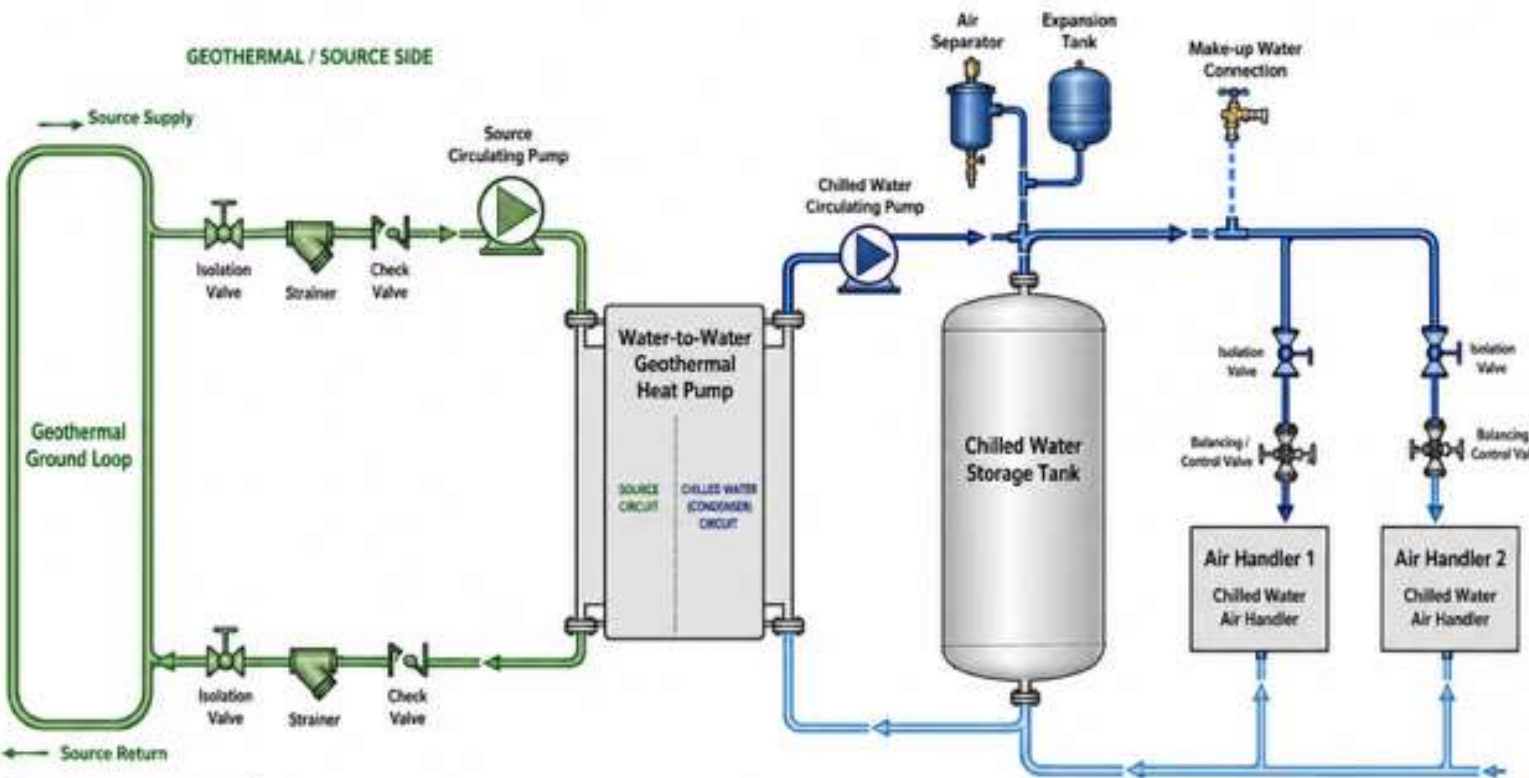 GEOTHERMAL / SOURCE SIDE
Source Supply
Source
Circulating Pump
Air
Separator
Expansion
Tank
Make-up Water
Connection
Chilled Water
Circulating Pump
Isolation
Valve
Strainer
Check
Valve
Water-to-Water
Geothermal
Heat Pump
SOURCE
CIRCUIT
CHILLED WATER
(CONDENSER)
CIRCUIT
Geothermal
Ground Loop
Chilled Water
Storage Tank
Isolation
Valve
Isolation
Valve
Balancing /
Control Valve
Balancing
Control Val
Air Handler 1
Chilled Water
Air Handler
Air Handler 2
Chilled Water
Air Handler
Isolation
Valve
Strainer
Check
Valve
Source Return